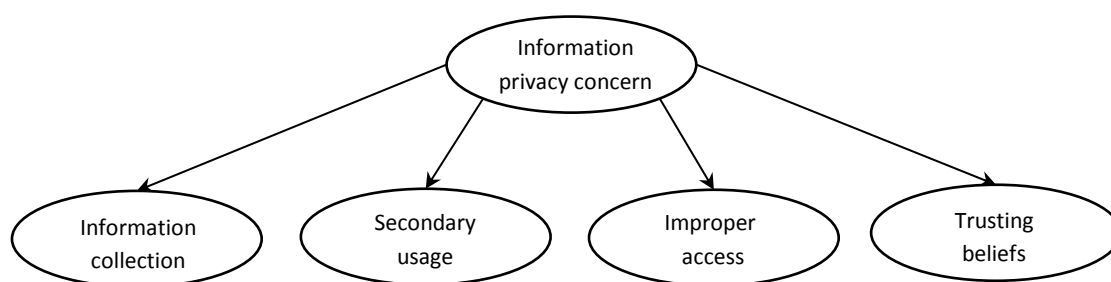 Information
privacy concern
Information
collection
Secondary
usage
Improper
access
Trusting
beliefs